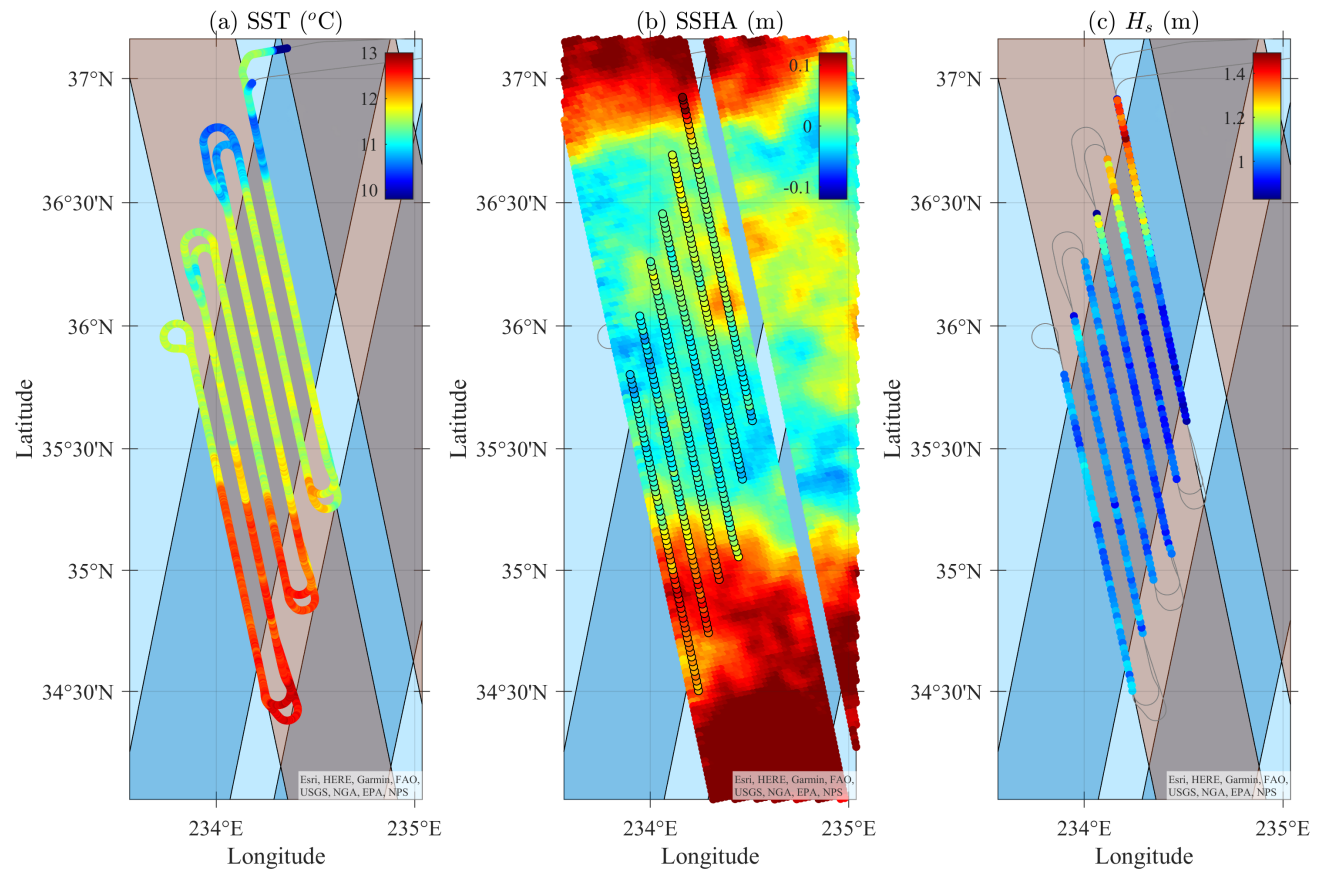 (a) SST (°C)
13
12
11
10
37°N
36°30'N
36°N
35°30'N
35°N
34°30'N
Latitude
234°E
235°E
Longitude
Esri, HERE, Garmin, FAO,
USGS, NGA, EPA, NPS
(b) SSHA (m)
0.1
0
-0.1
37°N
36°30'N
36°N
35°30'N
35°N
34°30'N
Latitude
234°E
235°E
Longitude
Esri, HERE, Garmin, FAO,
USGS, NGA, EPA, NPS
(c) Hₛ (m)
1.4
1.2
1
37°N
36°30'N
36°N
35°30'N
35°N
34°30'N
Latitude
234°E
235°E
Longitude
Esri, HERE, Garmin, FAO,
USGS, NGA, EPA, NPS